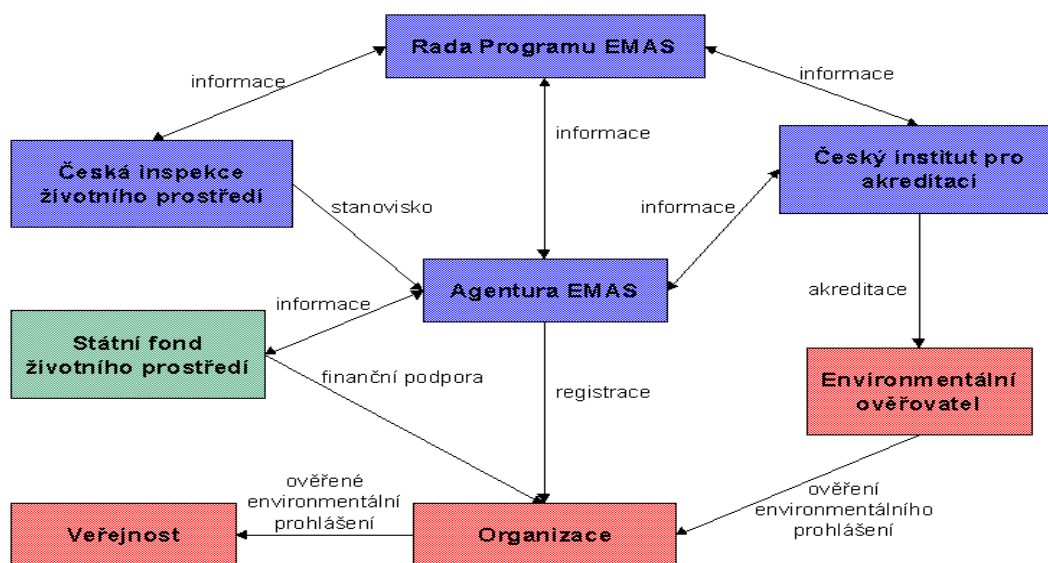 Rada Programu EMAS
informace
informace
informace
Česká inspekce
životního prostředí
Český institut pro
akreditaci
stanovisko
informace
Agentura EMAS
informace
akreditace
Státní fond
životního prostředí
finanční podpora
registrace
Environmentální
ověřovatel
ověřené
environmentální
prohlášení
ověření
environmentálního
prohlášení
Veřejnost
Organizace